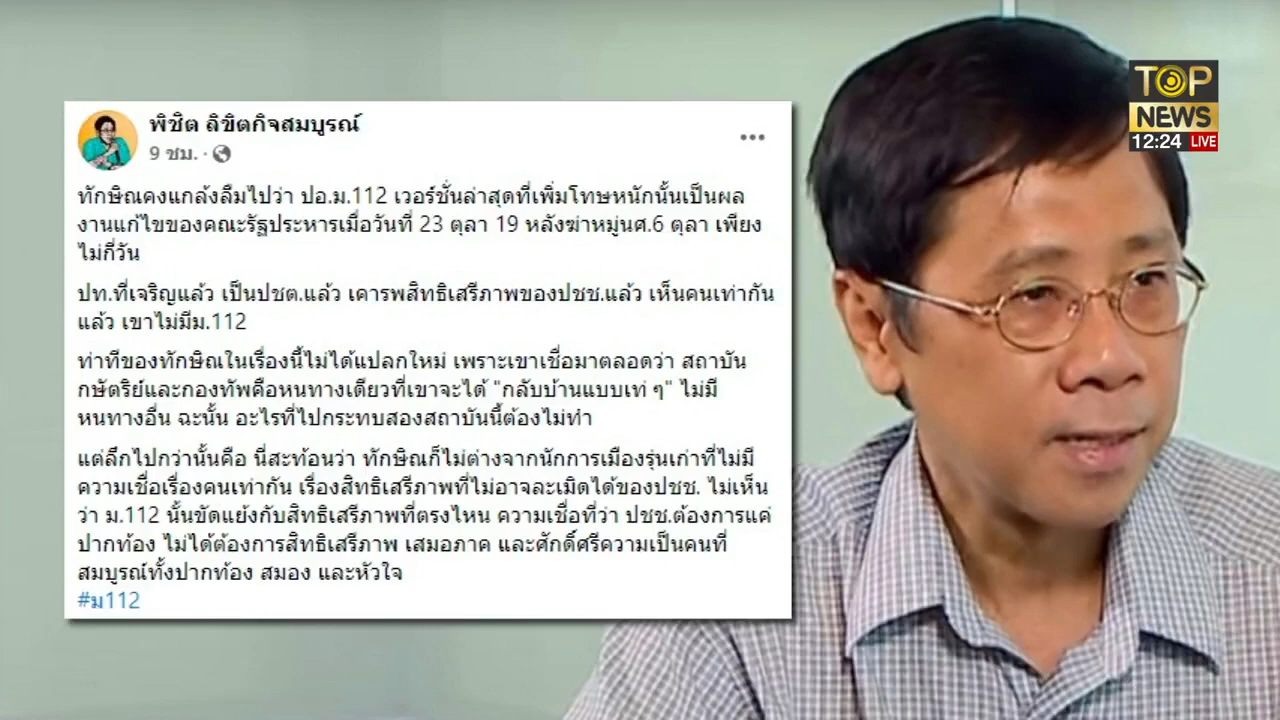 TOP
NEWS
12:24 LIVE
พิชิต ลิขิตกิจสมบูรณ์
9 ชม. ·
ทักษิณคงแกล้งลืมไปว่า ปอ.ม.112 เวอร์ชั่นล่าสุดที่เพิ่มโทษหนักนั้นเป็นผล
งานแก้ไขของคณะรัฐประหารเมื่อวันที่ 23 ตุลา 19 หลังฆ่าหมู่นศ.6 ตุลา เพียง
ไม่กี่วัน
ปท.ที่เจริญแล้ว เป็นปชต.แล้ว เคารพสิทธิเสรีภาพของปชช.แล้ว เห็นคนเท่ากัน
แล้ว เขาไม่มีม.112
ท่าทีของทักษิณในเรื่องนี้ไม่ได้แปลกใหม่ เพราะเขาเชื่อมาตลอดว่า สถาบัน
กษัตริย์และกองทัพคือหนทางเดียวที่เขาจะได้ "กลับบ้านแบบเท่ ๆ" ไม่มี
หนทางอื่น ฉะนั้น อะไรที่ไปกระทบสองสถาบันนี้ต้องไม่ทำ
แต่ลึกไปกว่านั้นคือ นี่สะท้อนว่า ทักษิณก็ไม่ต่างจากนักการเมืองรุ่นเก่าที่ไม่มี
ความเชื่อเรื่องคนเท่ากัน เรื่องสิทธิเสรีภาพที่ไม่อาจละเมิดได้ของปชช. ไม่เห็น
ว่า ม.112 นั้นขัดแย้งกับสิทธิเสรีภาพที่ตรงไหน ความเชื่อที่ว่า ปชช.ต้องการแค่
ปากท้อง ไม่ได้ต้องการสิทธิเสรีภาพ เสมอภาค และศักดิ์ศรีความเป็นคนที่
สมบูรณ์ทั้งปากท้อง สมอง และหัวใจ
#ม112